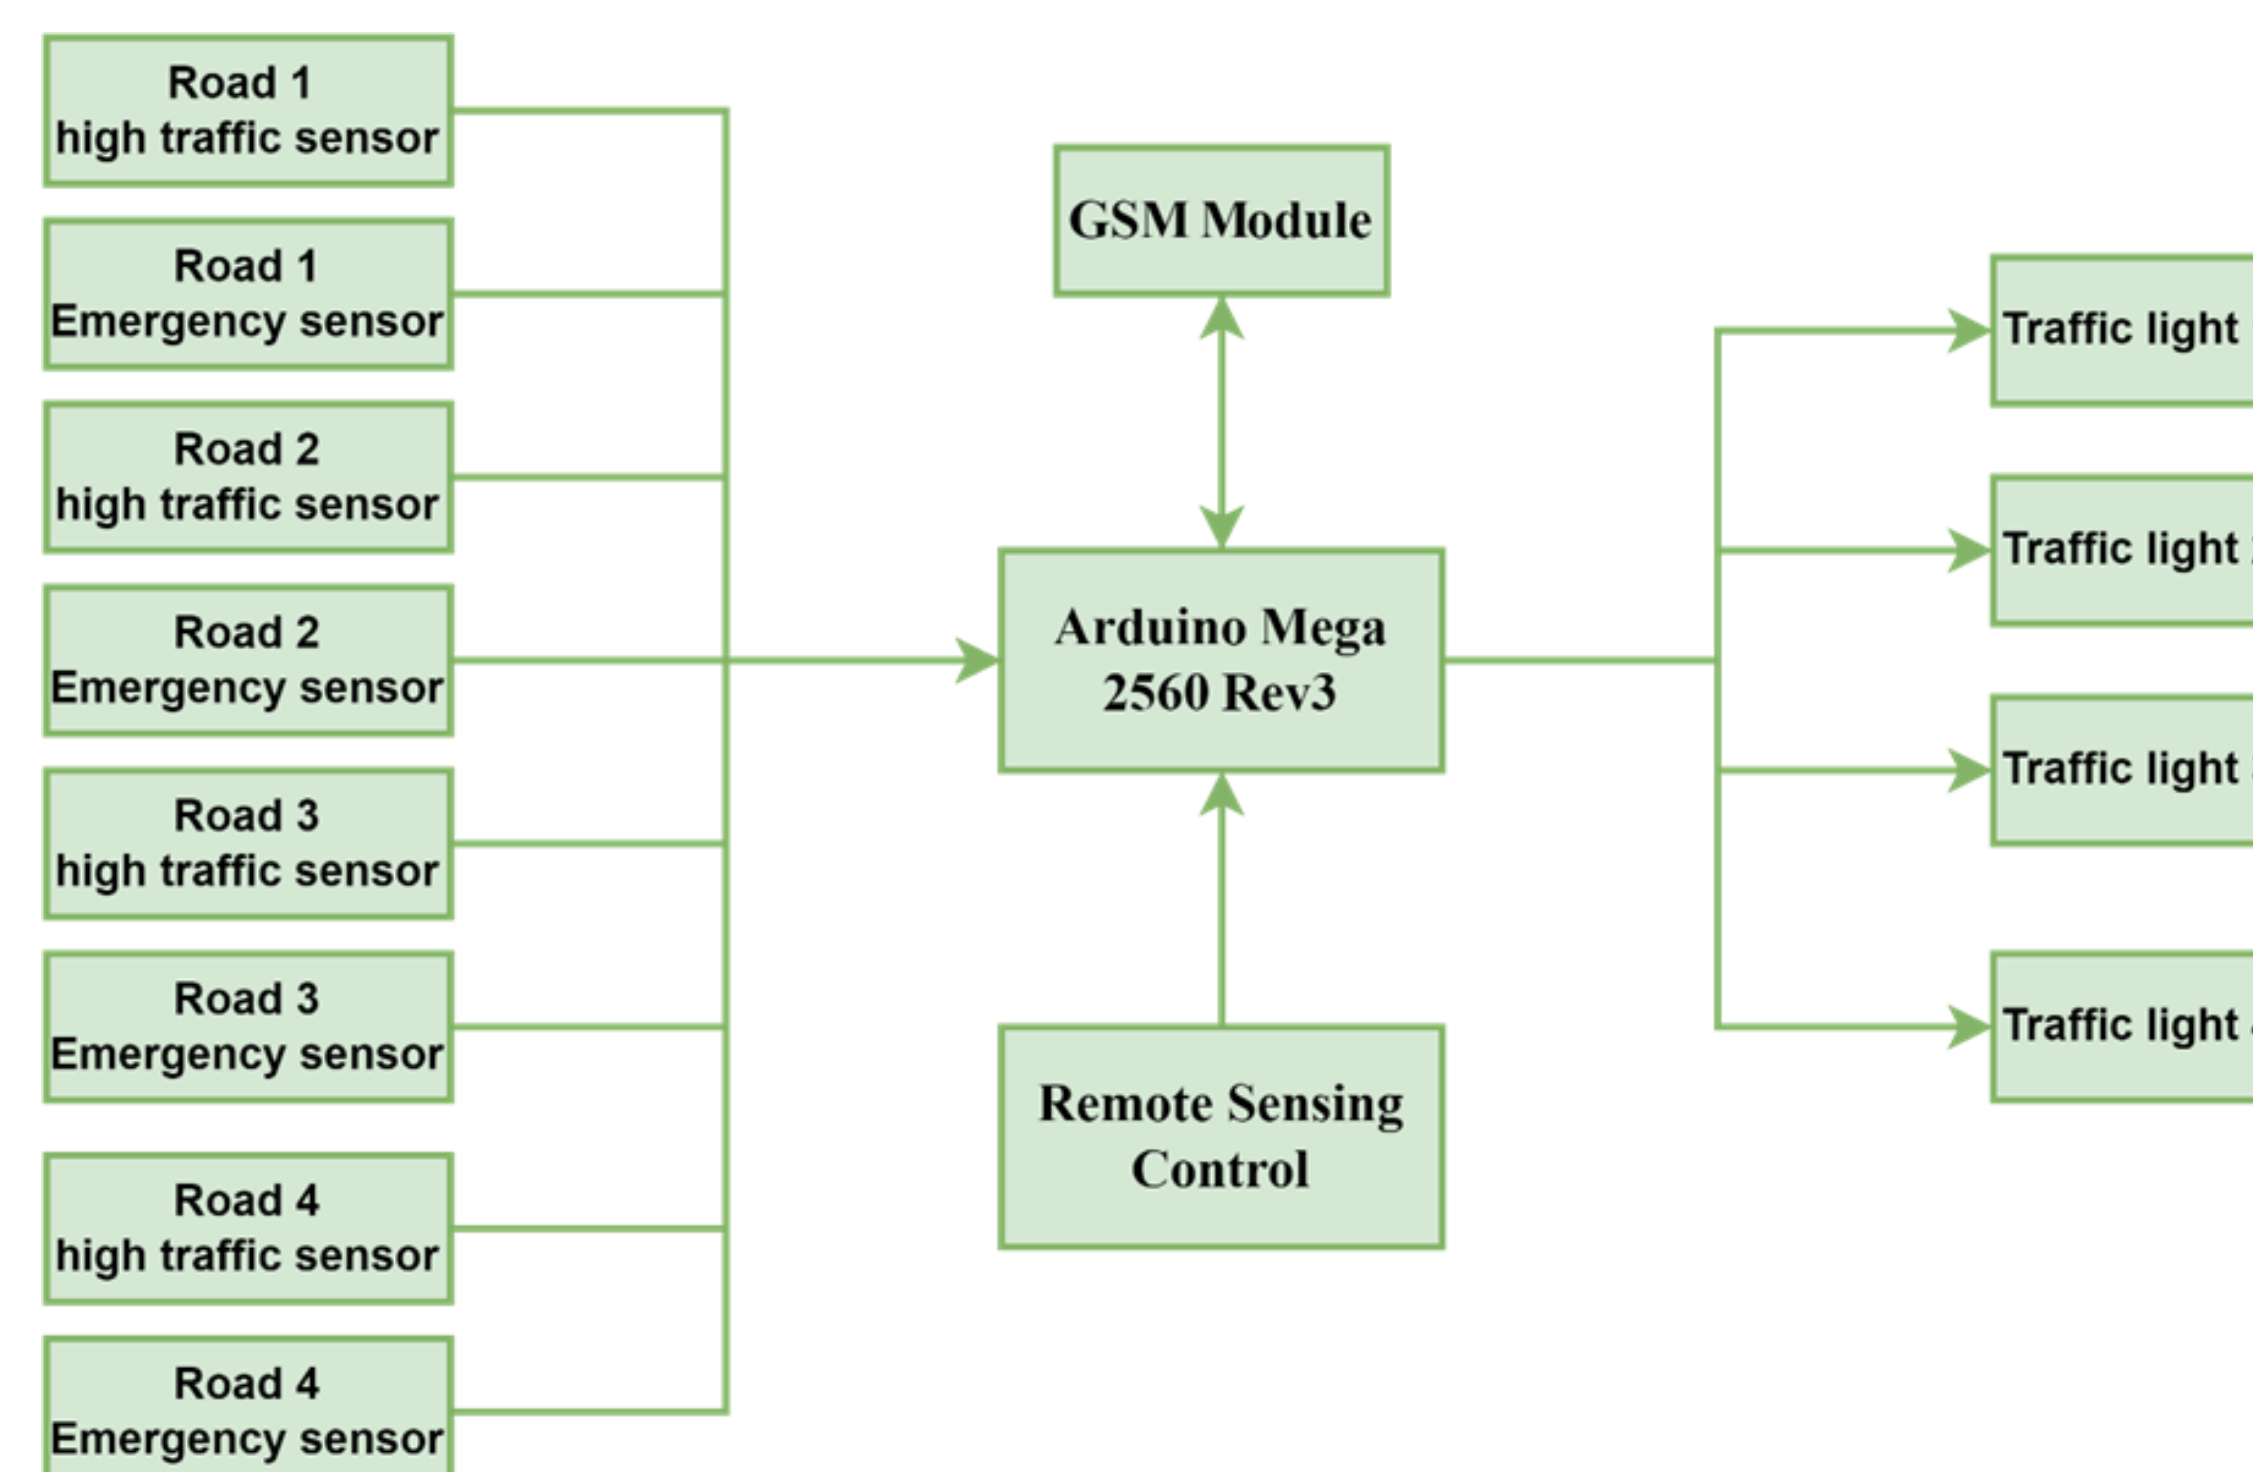 Road 1
high traffic sensor
Road 1
Emergency sensor
Road 2
high traffic sensor
Road 2
Emergency sensor
Road 3
high traffic sensor
Road 3
Emergency sensor
Road 4
high traffic sensor
Road 4
Emergency sensor
GSM Module
Arduino Mega
2560 Rev3
Remote Sensing
Control
Traffic light
Traffic light
Traffic light
Traffic light